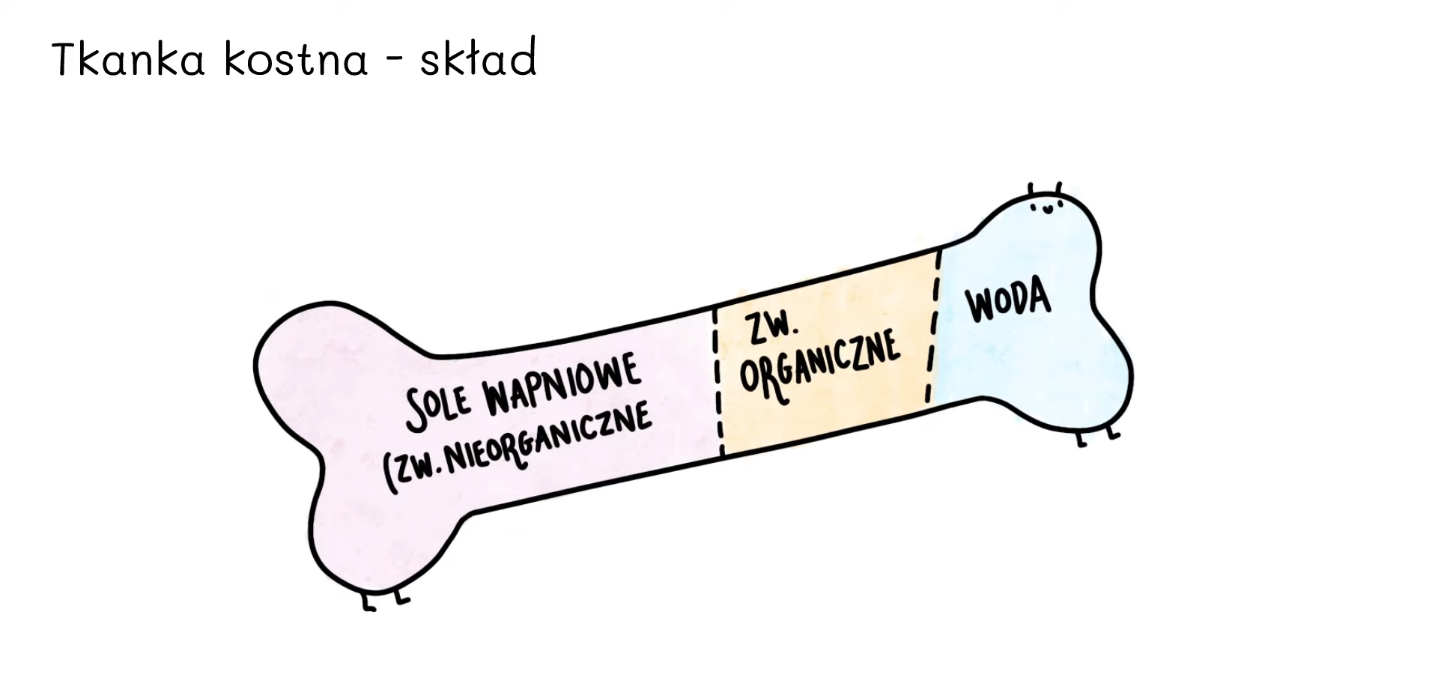 Tkanka kostna - skład
SOLE WAPNIOWE
(ZW. NIEORGANICZNE
ZW.
ORGANICZNE
WODA